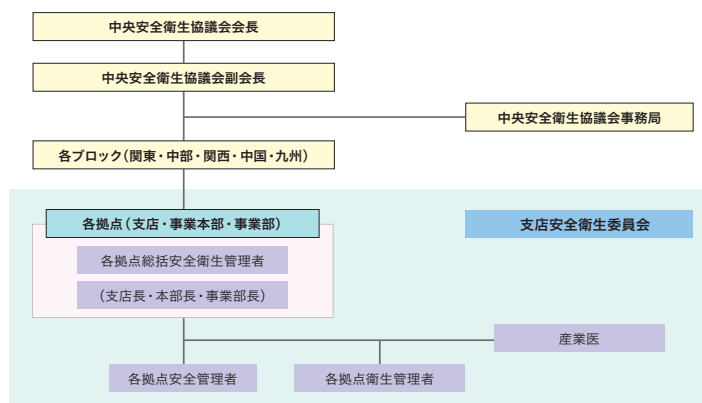 中央安全衛生協議会会長
中央安全衛生協議会副会長
中央安全衛生協議会事務局
各ブロック(関東・中部・関西・中国・九州)
各拠点(支店・事業本部・事業部)
支店安全衛生委員会
各拠点総括安全衛生管理者
(支店長・本部長・事業部長)
産業医
各拠点安全管理者
各拠点衛生管理者